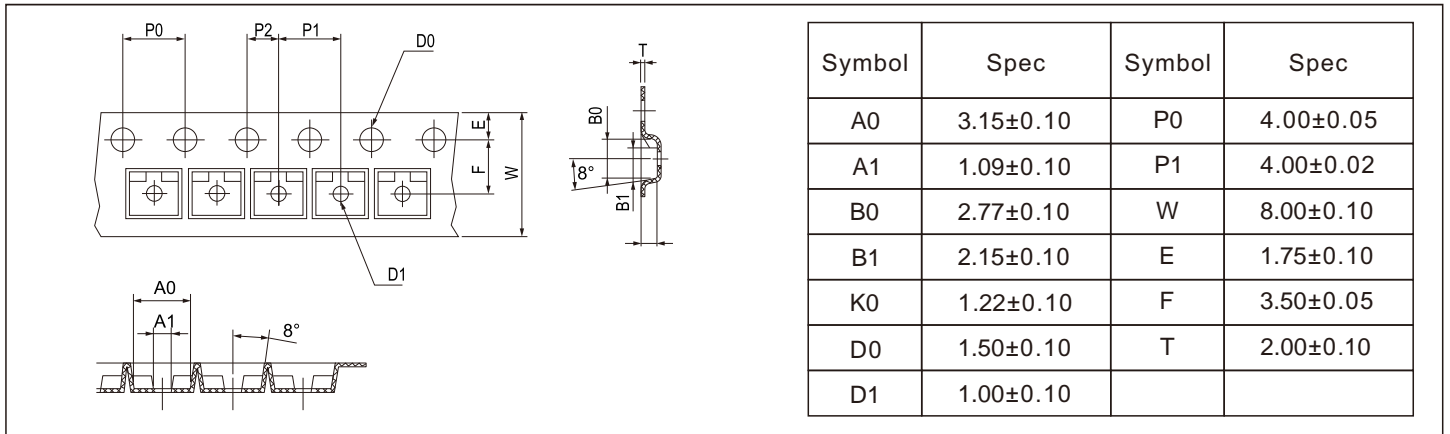 P0 P2 P1 D0
E
F
W
D1
T
B0
8°
B1
A0
A1
8°
Symbol Spec Symbol Spec
A0 3.15±0.10 P0 4.00±0.05
A1 1.09±0.10 P1 4.00±0.02
B0 2.77±0.10 W 8.00±0.10
B1 2.15±0.10 E 1.75±0.10
K0 1.22±0.10 F 3.50±0.05
D0 1.50±0.10 T 2.00±0.10
D1 1.00±0.10